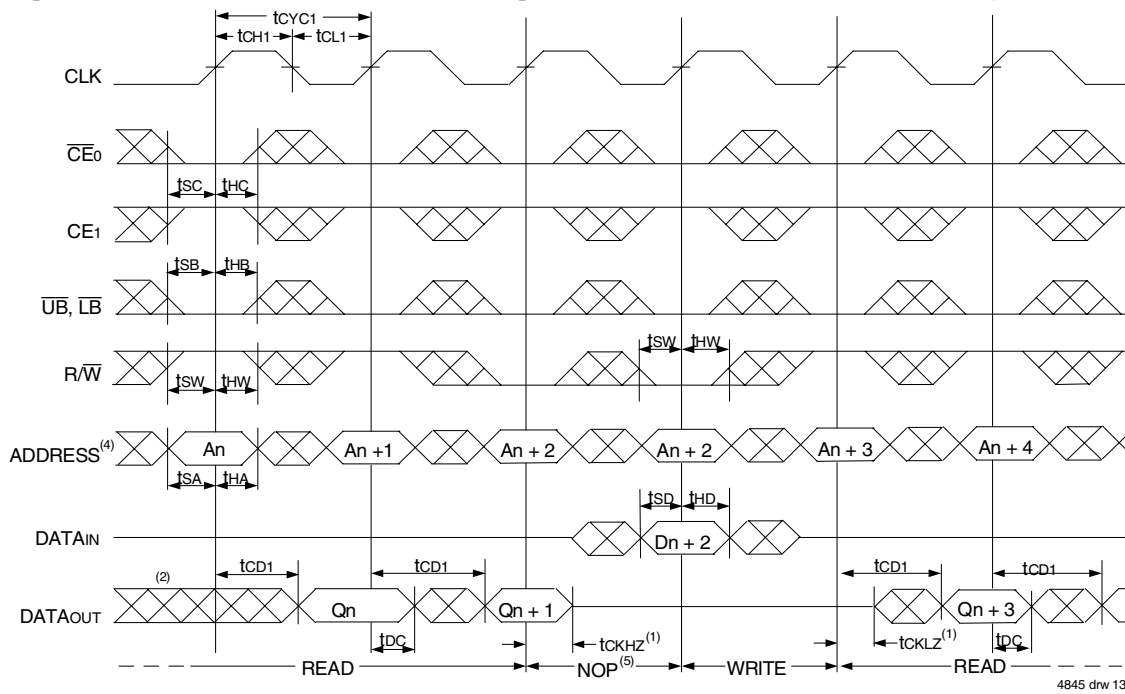 tCYC1
tCH1 tCL1
CLK
CE0
tSC tHC
CE1
tSB tHB
UB, LB
tSW tHW
R/W
tSW tHW
ADDRESS(4) An An +1 An + 2 An + 2 An + 3 An + 4
tSA tHA
tSD tHD
DATAIN Dn + 2
(2) tCD1 tCD1 tCD1 tCD1
DATAOUT Qn Qn + 1 Qn + 3
tDC tCKHZ(1) tCKLZ(1) tDC
READ NOP(5) WRITE READ
4845 drw 13